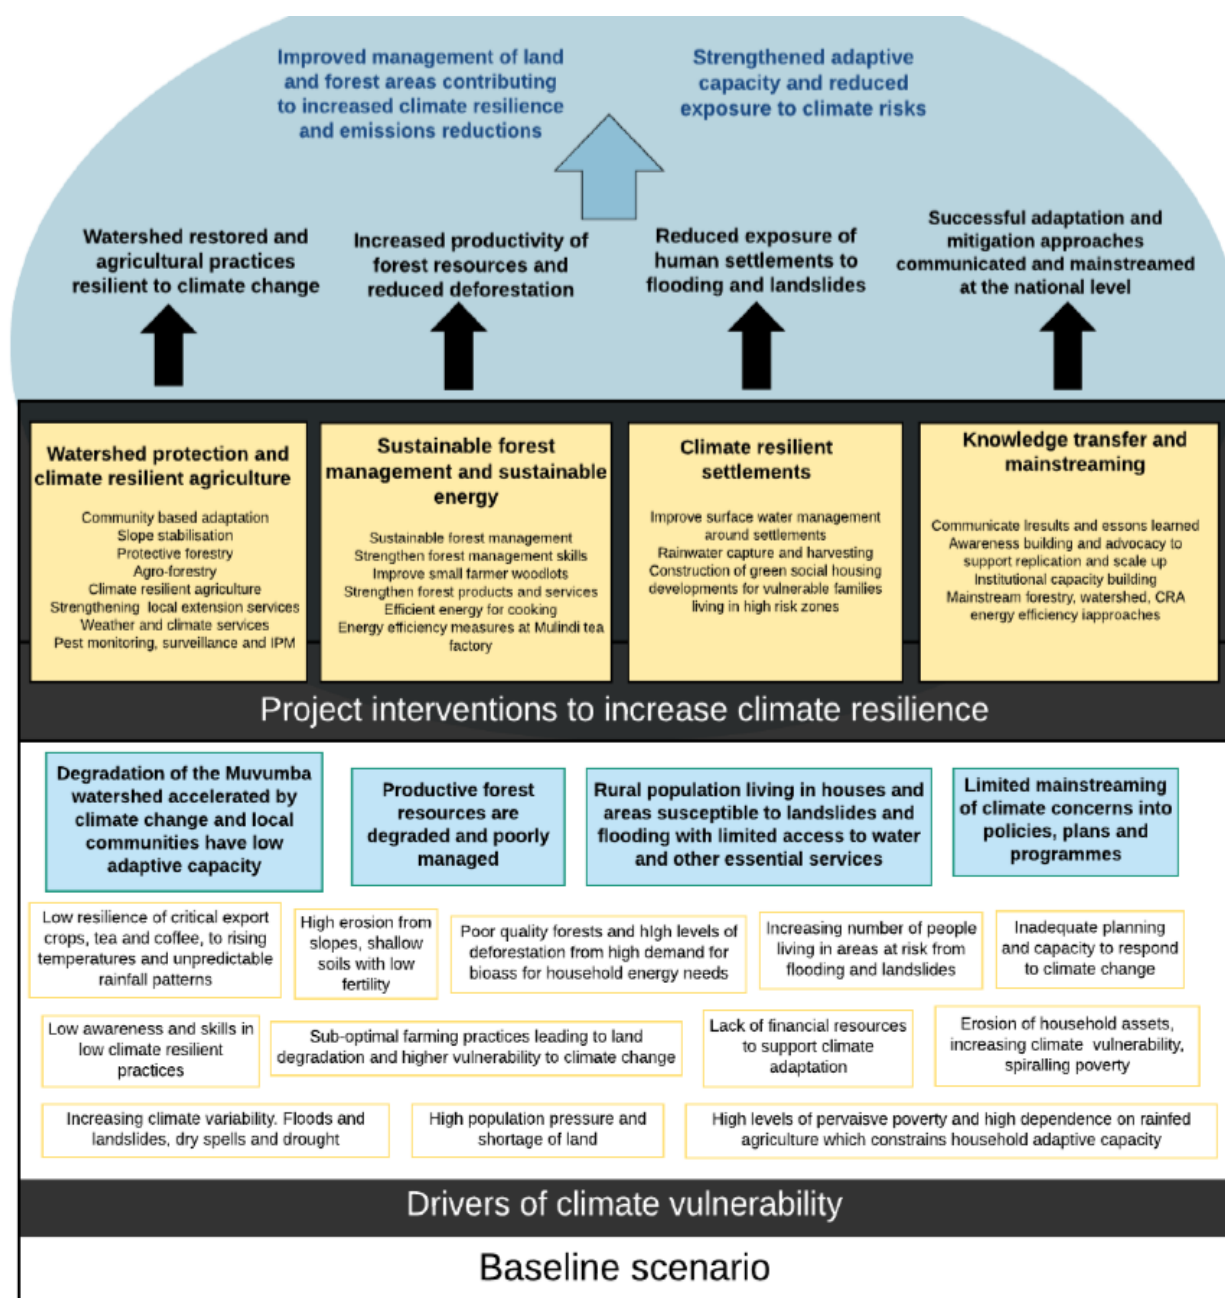 Improved management of land
and forest areas contributing
to increased climate resilience
and emissions reductions
Strengthened adaptive
capacity and reduced
exposure to climate risks
Watershed restored and
agricultural practices
resilient to climate change
Increased productivity of
forest resources and
reduced deforestation
Reduced exposure of
human settlements to
flooding and landslides
Successful adaptation and
mitigation approaches
communicated and mainstreamed
at the national level
Watershed protection and
climate resilient agriculture
Community based adaptation
Slope stabilisation
Protective forestry
Agro-forestry
Climate resilient agriculture
Strengthening local extension services
Weather and climate services
Pest monitoring, surveillance and IPM
Sustainable forest
management and sustainable
energy
Sustainable forest management
Strengthen forest management skills
Improve small farmer woodlots
Strengthen forest products and services
Efficient energy for cooking
Energy efficiency measures at Mulindi tea
factory
Climate resilient
settlements
Improve surface water management
around settlements
Rainwater capture and harvesting
Construction of green social housing
developments for vulnerable families
living in high risk zones
Knowledge transfer and
mainstreaming
Communicate lresults and essons learned
Awareness building and advocacy to
support replication and scale up
Institutional capacity building
Mainstream forestry, watershed, CRA
energy efficiency iapproaches
Project interventions to increase climate resilience
Degradation of the Muvumba
watershed accelerated by
climate change and local
communities have low
adaptive capacity
Productive forest
resources are
degraded and poorly
managed
Rural population living in houses and
areas susceptible to landslides and
flooding with limited access to water
and other essential services
Limited mainstreaming
of climate concerns into
policies, plans and
programmes
Low resilience of critical export
crops, tea and coffee, to rising
temperatures and unpredictable
rainfall patterns
High erosion from
slopes, shallow
soils with low
fertility
Poor quality forests and hIgh levels of
deforestation from high demand for
bioass for household energy needs
Increasing number of people
living in areas at risk from
flooding and landslides
Inadequate planning
and capacity to respond
to climate change
Low awareness and skills in
low climate resilient
practices
Sub-optimal farming practices leading to land
degradation and higher vulnerability to climate change
Lack of financial resources
to support climate
adaptation
Erosion of household assets,
increasing climate vulnerability,
spiralling poverty
Increasing climate variability. Floods and
landslides, dry spells and drought
High population pressure and
shortage of land
High levels of pervaisve poverty and high dependence on rainfed
agriculture which constrains household adaptive capacity
Drivers of climate vulnerability
Baseline scenario